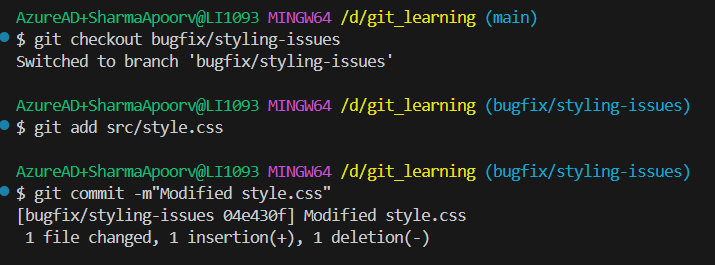 AzureAD+SharmaApoorv@LI1093 MINGW64 /d/git_learning (main)
$ git checkout bugfix/styling-issues
Switched to branch 'bugfix/styling-issues'
AzureAD+SharmaApoorv@LI1093 MINGW64 /d/git_learning (bugfix/styling-issues)
$ git add src/style.css
AzureAD+SharmaApoorv@LI1093 MINGW64 /d/git_learning (bugfix/styling-issues)
$ git commit -m"Modified style.css"
[bugfix/styling-issues 04e430f] Modified style.css
 1 file changed, 1 insertion(+), 1 deletion(-)